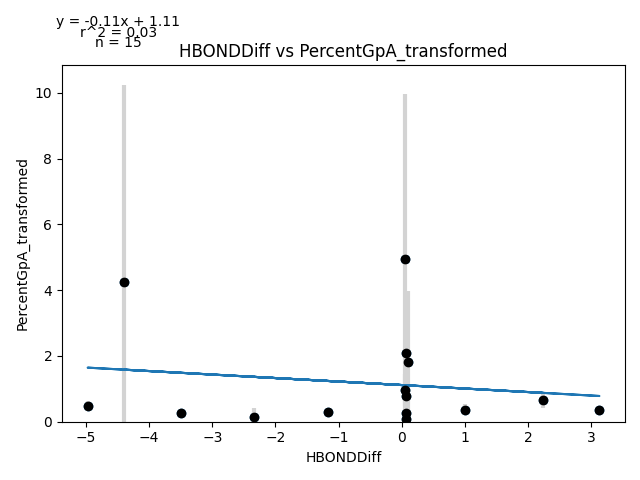 y = -0.11x + 1.11
r^2 = 0.03
n = 15
HBONDDiff vs PercentGpA_transformed
PercentGpA_transformed
10
8
6
4
2
0
−5 −4 −3 −2 −1 0 1 2 3
HBONDDiff